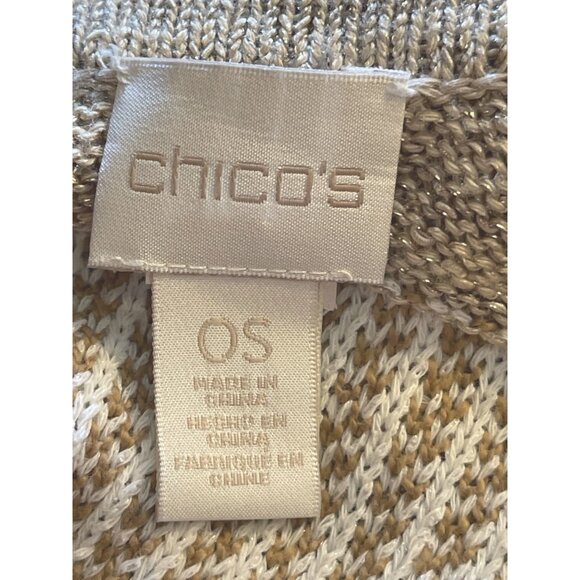 chico's
OS
MADE IN
CHINA
HECHO EN
CHINA
FABRIQUE EN
CHINE